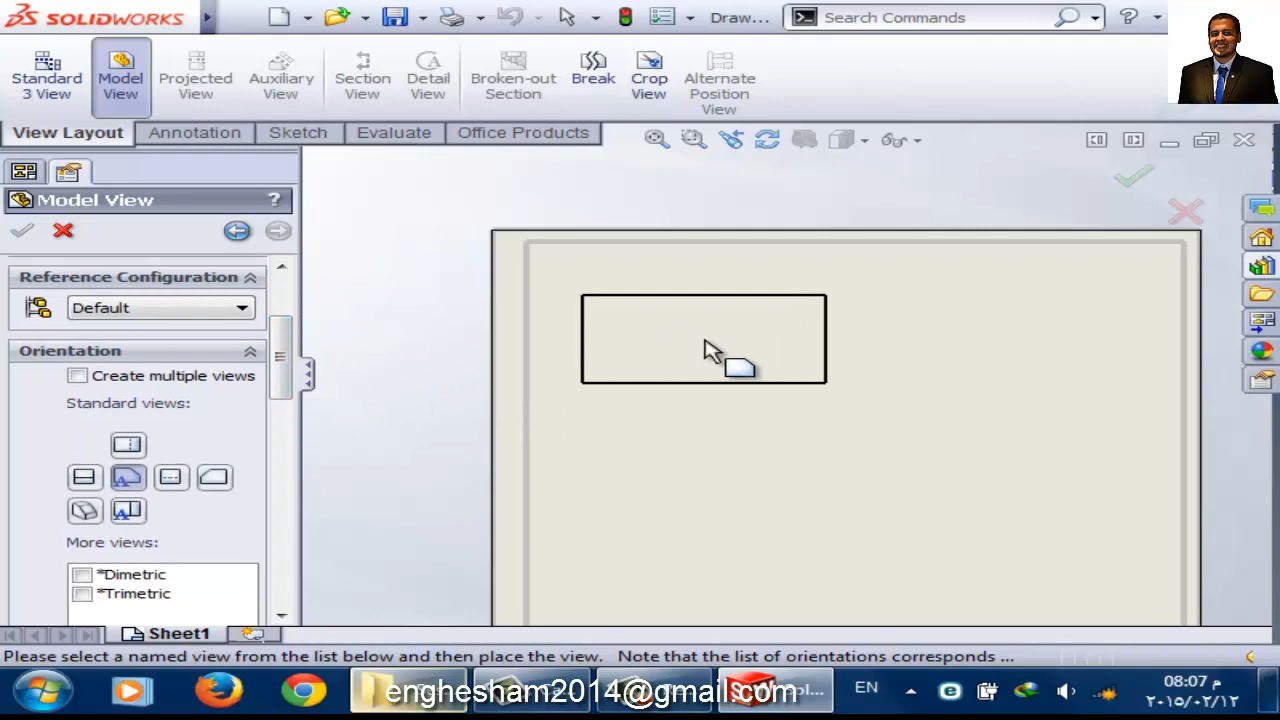 SOLIDWORKS
Draw...
Search Commands
Standard 3 View
Model View
Projected View
Auxiliary View
Section View
Detail View
Broken-out Section
Break
Crop View
Alternate Position View
View Layout
Annotation
Sketch
Evaluate
Office Products
Model View
?
Reference Configuration
Default
Orientation
Create multiple views
Standard views:
More views:
*Dimetric
*Trimetric
Sheet1
Please select a named view from the list below and then place the view. Note that the list of orientations corresponds ...
enghesham2014@gmail.com
EN
08:07 م
٢٠١٥/٠٢/١٢